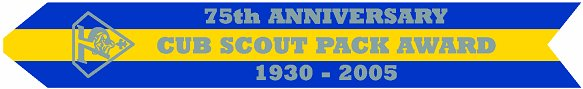 75th ANNIVERSARY
CUB SCOUT PACK AWARD
1930 - 2005